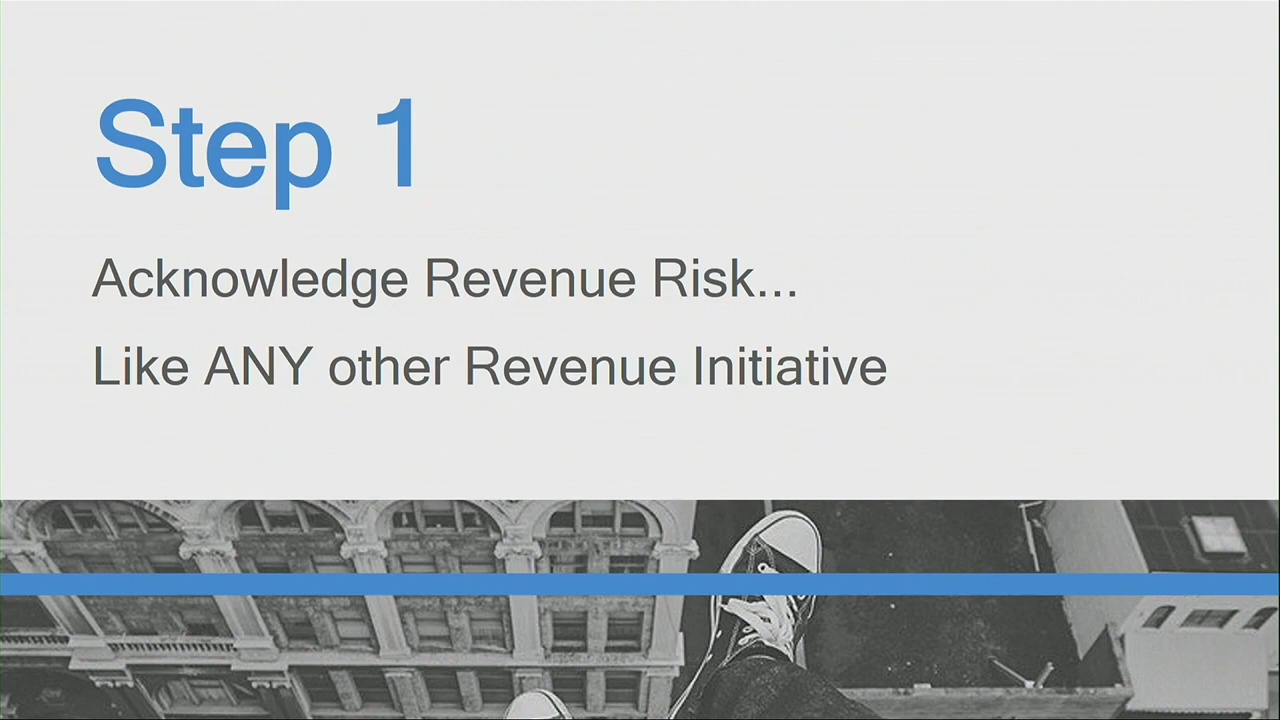 Step 1
Acknowledge Revenue Risk...
Like ANY other Revenue Initiative